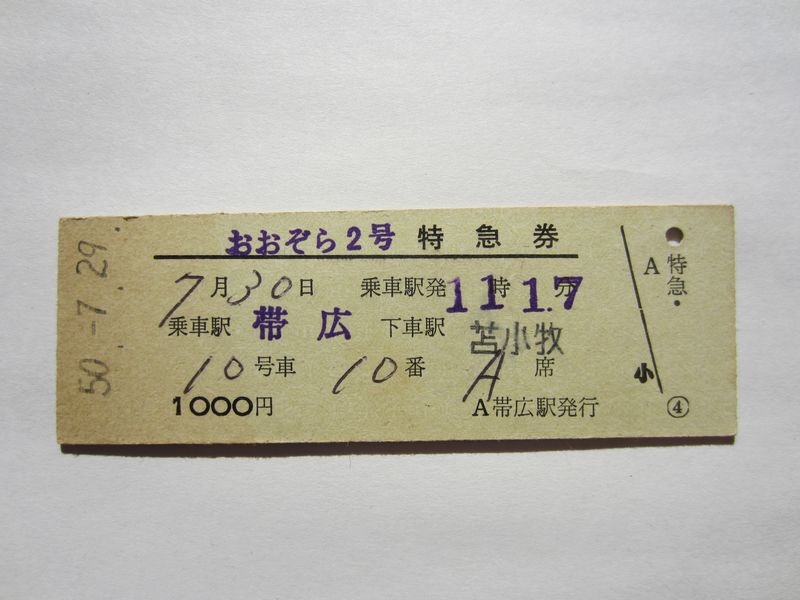 50.-7.29.
おおぞら2号 特急券
7月30日 乗車駅発 11時17分
乗車駅 帯広 下車駅 苫小牧
10号車 10番 A席
1000円 A帯広駅発行
A特急・
小
④